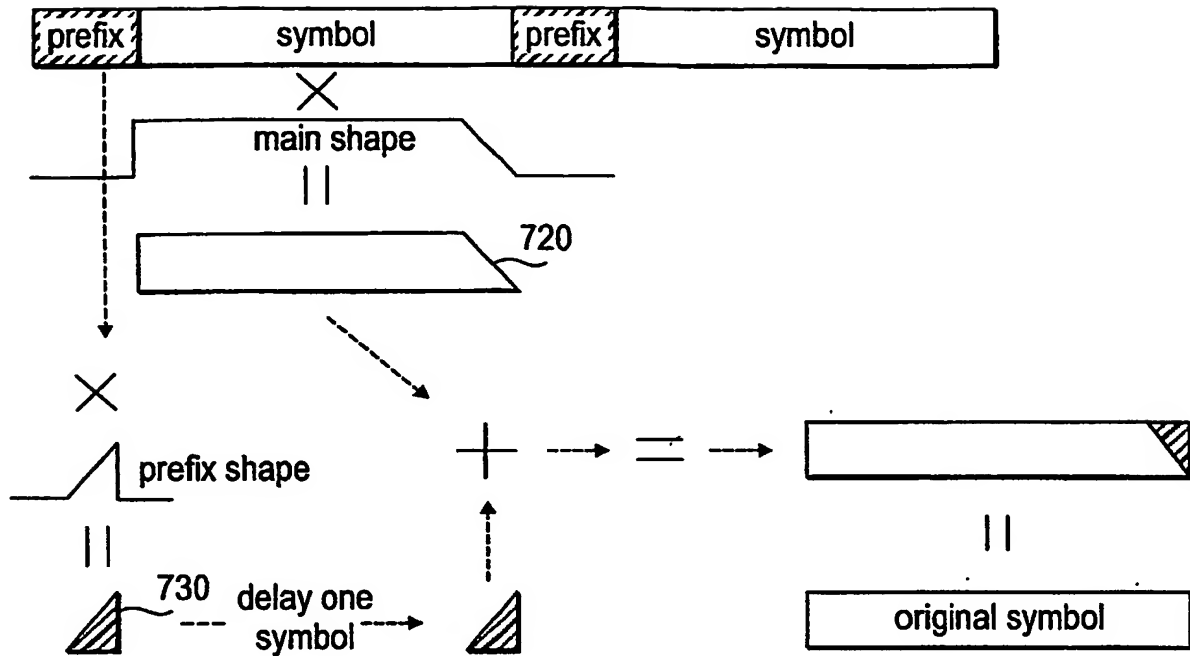 prefix symbol prefix symbol
main shape
720
prefix shape
730
delay one
symbol
original symbol